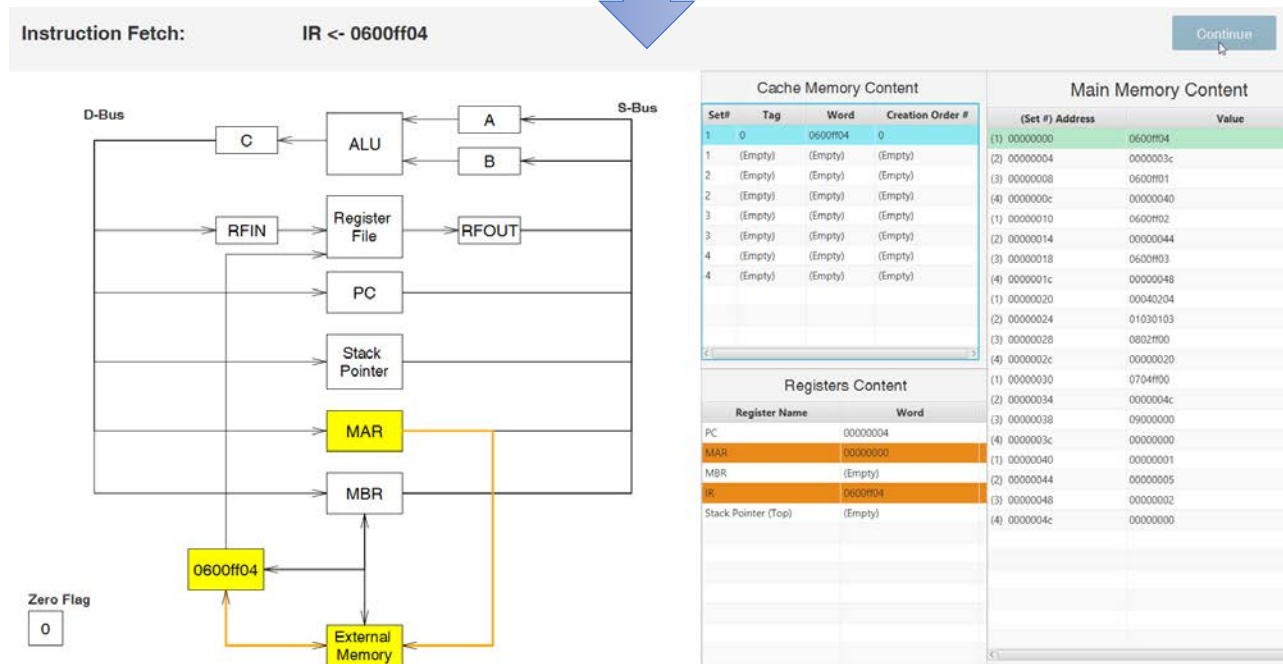 Instruction Fetch: IR <- 0600ff04
Continue
D-Bus
S-Bus
C
ALU
A
B
RFIN
Register
File
RFOUT
PC
Stack
Pointer
MAR
MBR
0600ff04
Zero Flag
0
External
Memory
Cache Memory Content
Set# Tag Word Creation Order #
1 0 0600ff04 0
1 (Empty) (Empty) (Empty)
2 (Empty) (Empty) (Empty)
2 (Empty) (Empty) (Empty)
3 (Empty) (Empty) (Empty)
3 (Empty) (Empty) (Empty)
4 (Empty) (Empty) (Empty)
4 (Empty) (Empty) (Empty)
Registers Content
Register Name Word
PC 00000004
MAR 00000000
MBR (Empty)
IR 0600ff04
Stack Pointer (Top) (Empty)
Main Memory Content
(Set #) Address Value
(1) 00000000 0600ff04
(2) 00000004 0000003c
(3) 00000008 0600ff01
(4) 0000000c 00000040
(1) 00000010 0600ff02
(2) 00000014 00000044
(3) 00000018 0600ff03
(4) 0000001c 00000048
(1) 00000020 00040204
(2) 00000024 01030103
(3) 00000028 0802ff00
(4) 0000002c 00000020
(1) 00000030 0704ff00
(2) 00000034 0000004c
(3) 00000038 09000000
(4) 0000003c 00000000
(1) 00000040 00000001
(2) 00000044 00000005
(3) 00000048 00000002
(4) 0000004c 00000000